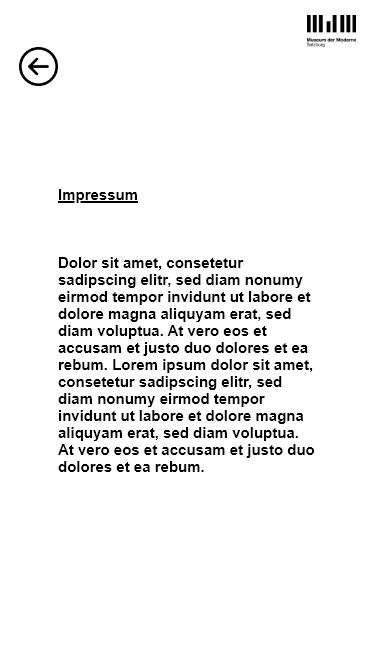 Museum der Moderne
Salzburg
Impressum
Dolor sit amet, consetetur
sadipscing elitr, sed diam nonumy
eirmod tempor invidunt ut labore et
dolore magna aliquyam erat, sed
diam voluptua. At vero eos et
accusam et justo duo dolores et ea
rebum. Lorem ipsum dolor sit amet,
consetetur sadipscing elitr, sed
diam nonumy eirmod tempor
invidunt ut labore et dolore magna
aliquyam erat, sed diam voluptua.
At vero eos et accusam et justo duo
dolores et ea rebum.